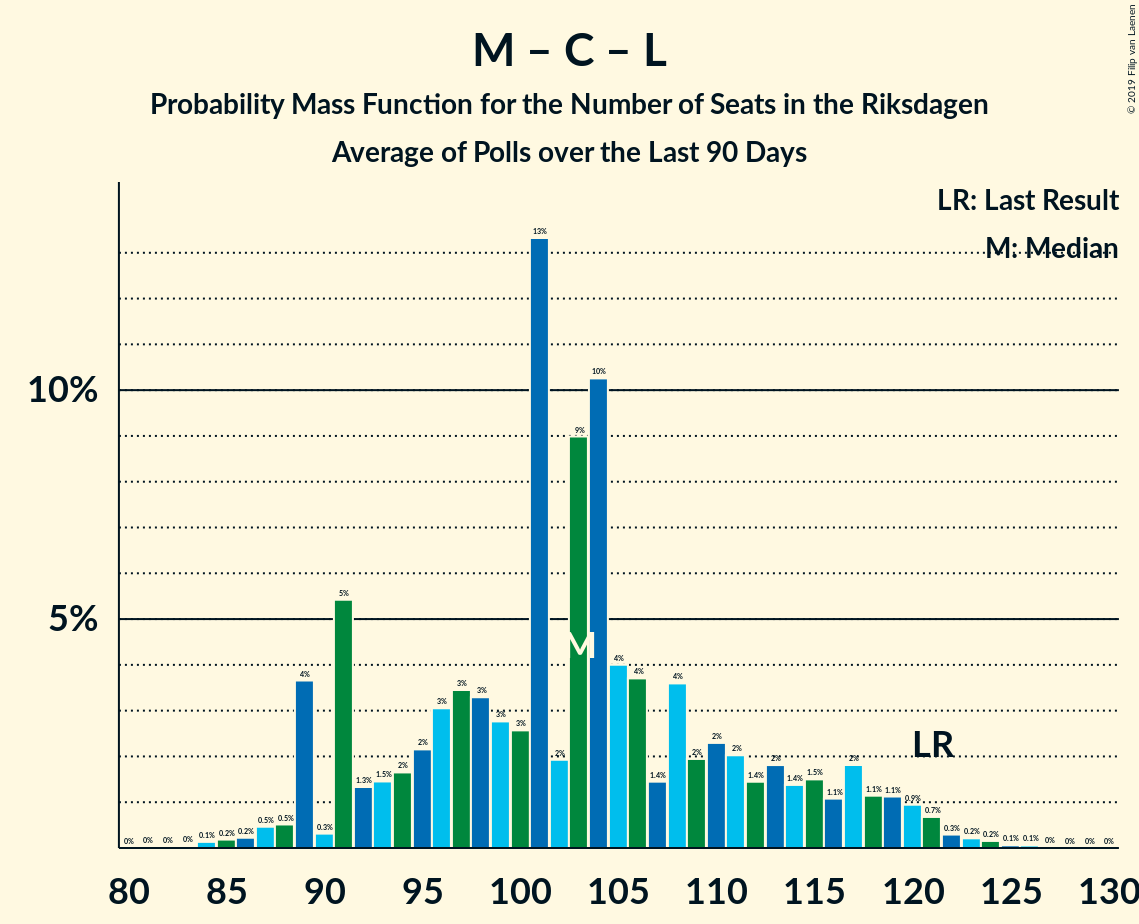 M – C – L
Probability Mass Function for the Number of Seats in the Riksdagen
Average of Polls over the Last 90 Days
© 2019 Filip van Laenen
LR: Last Result
M: Median
10%
5%
0% 0% 0% 0% 0.1% 0.2% 0.2% 0.5% 0.5% 4% 0.3% 5% 1.3% 1.5% 2% 2% 3% 3% 3% 3% 3% 13% 2% 9% 10% 4% 4% 1.4% 4% 2% 2% 2% 1.4% 2% 1.4% 1.5% 1.1% 2% 1.1% 1.1% 0.9% 0.7% 0.3% 0.2% 0.2% 0.1% 0.1% 0% 0% 0% 0%
M
LR
80 85 90 95 100 105 110 115 120 125 130